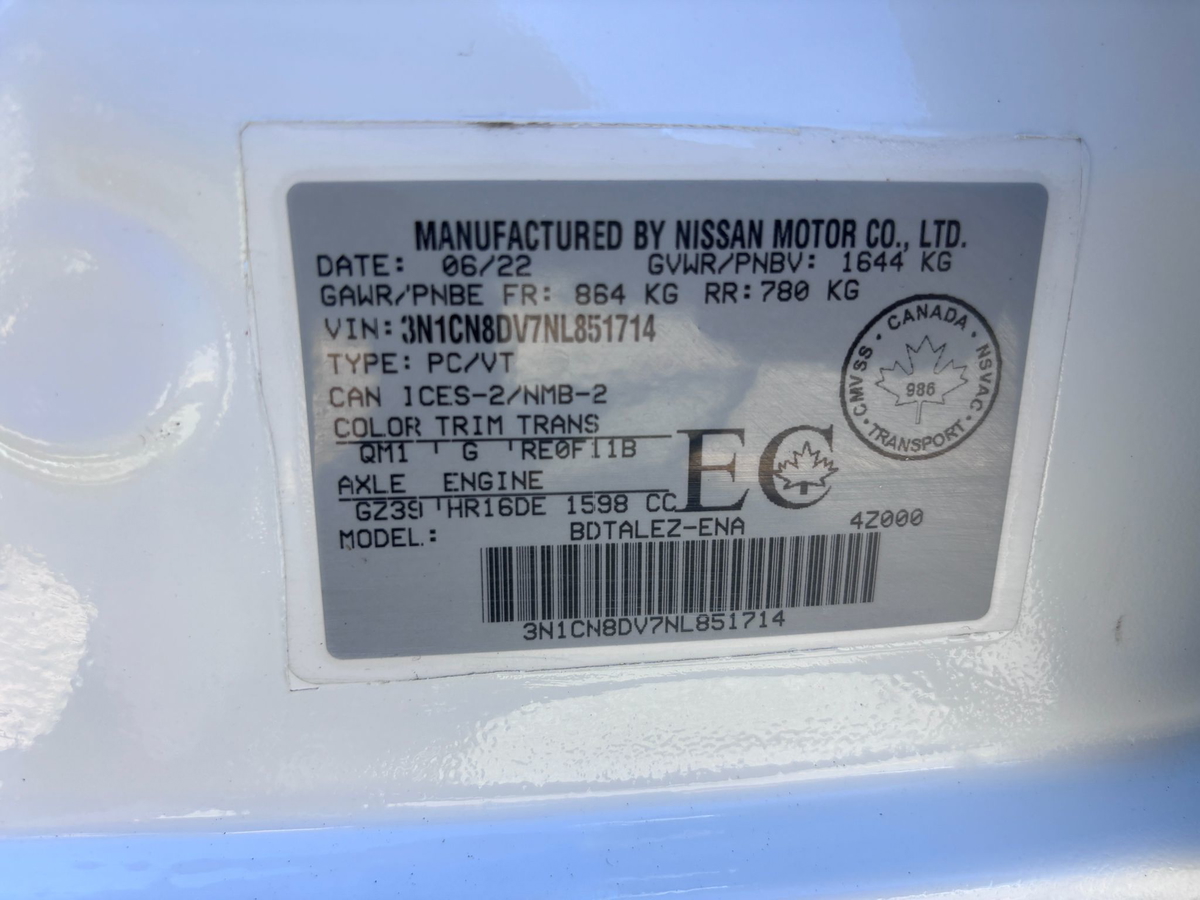 MANUFACTURED BY NISSAN MOTOR CO., LTD.
DATE: 06/22 GVWR/PNBV: 1644 KG
GAWR/PNBE FR: 864 KG RR: 780 KG
VIN: 3N1CN8DV7NL851714
TYPE: PC/VT
CAN ICES-2/NMB-2
COLOR TRIM TRANS
QM1 G RE0F11B
AXLE ENGINE
GZ39 HR16DE 1598 CC
MODEL: BDTALEZ-ENA 4Z000
3N1CN8DV7NL851714
EC
CANADA
CMVSS · NSVAC
986
TRANSPORT